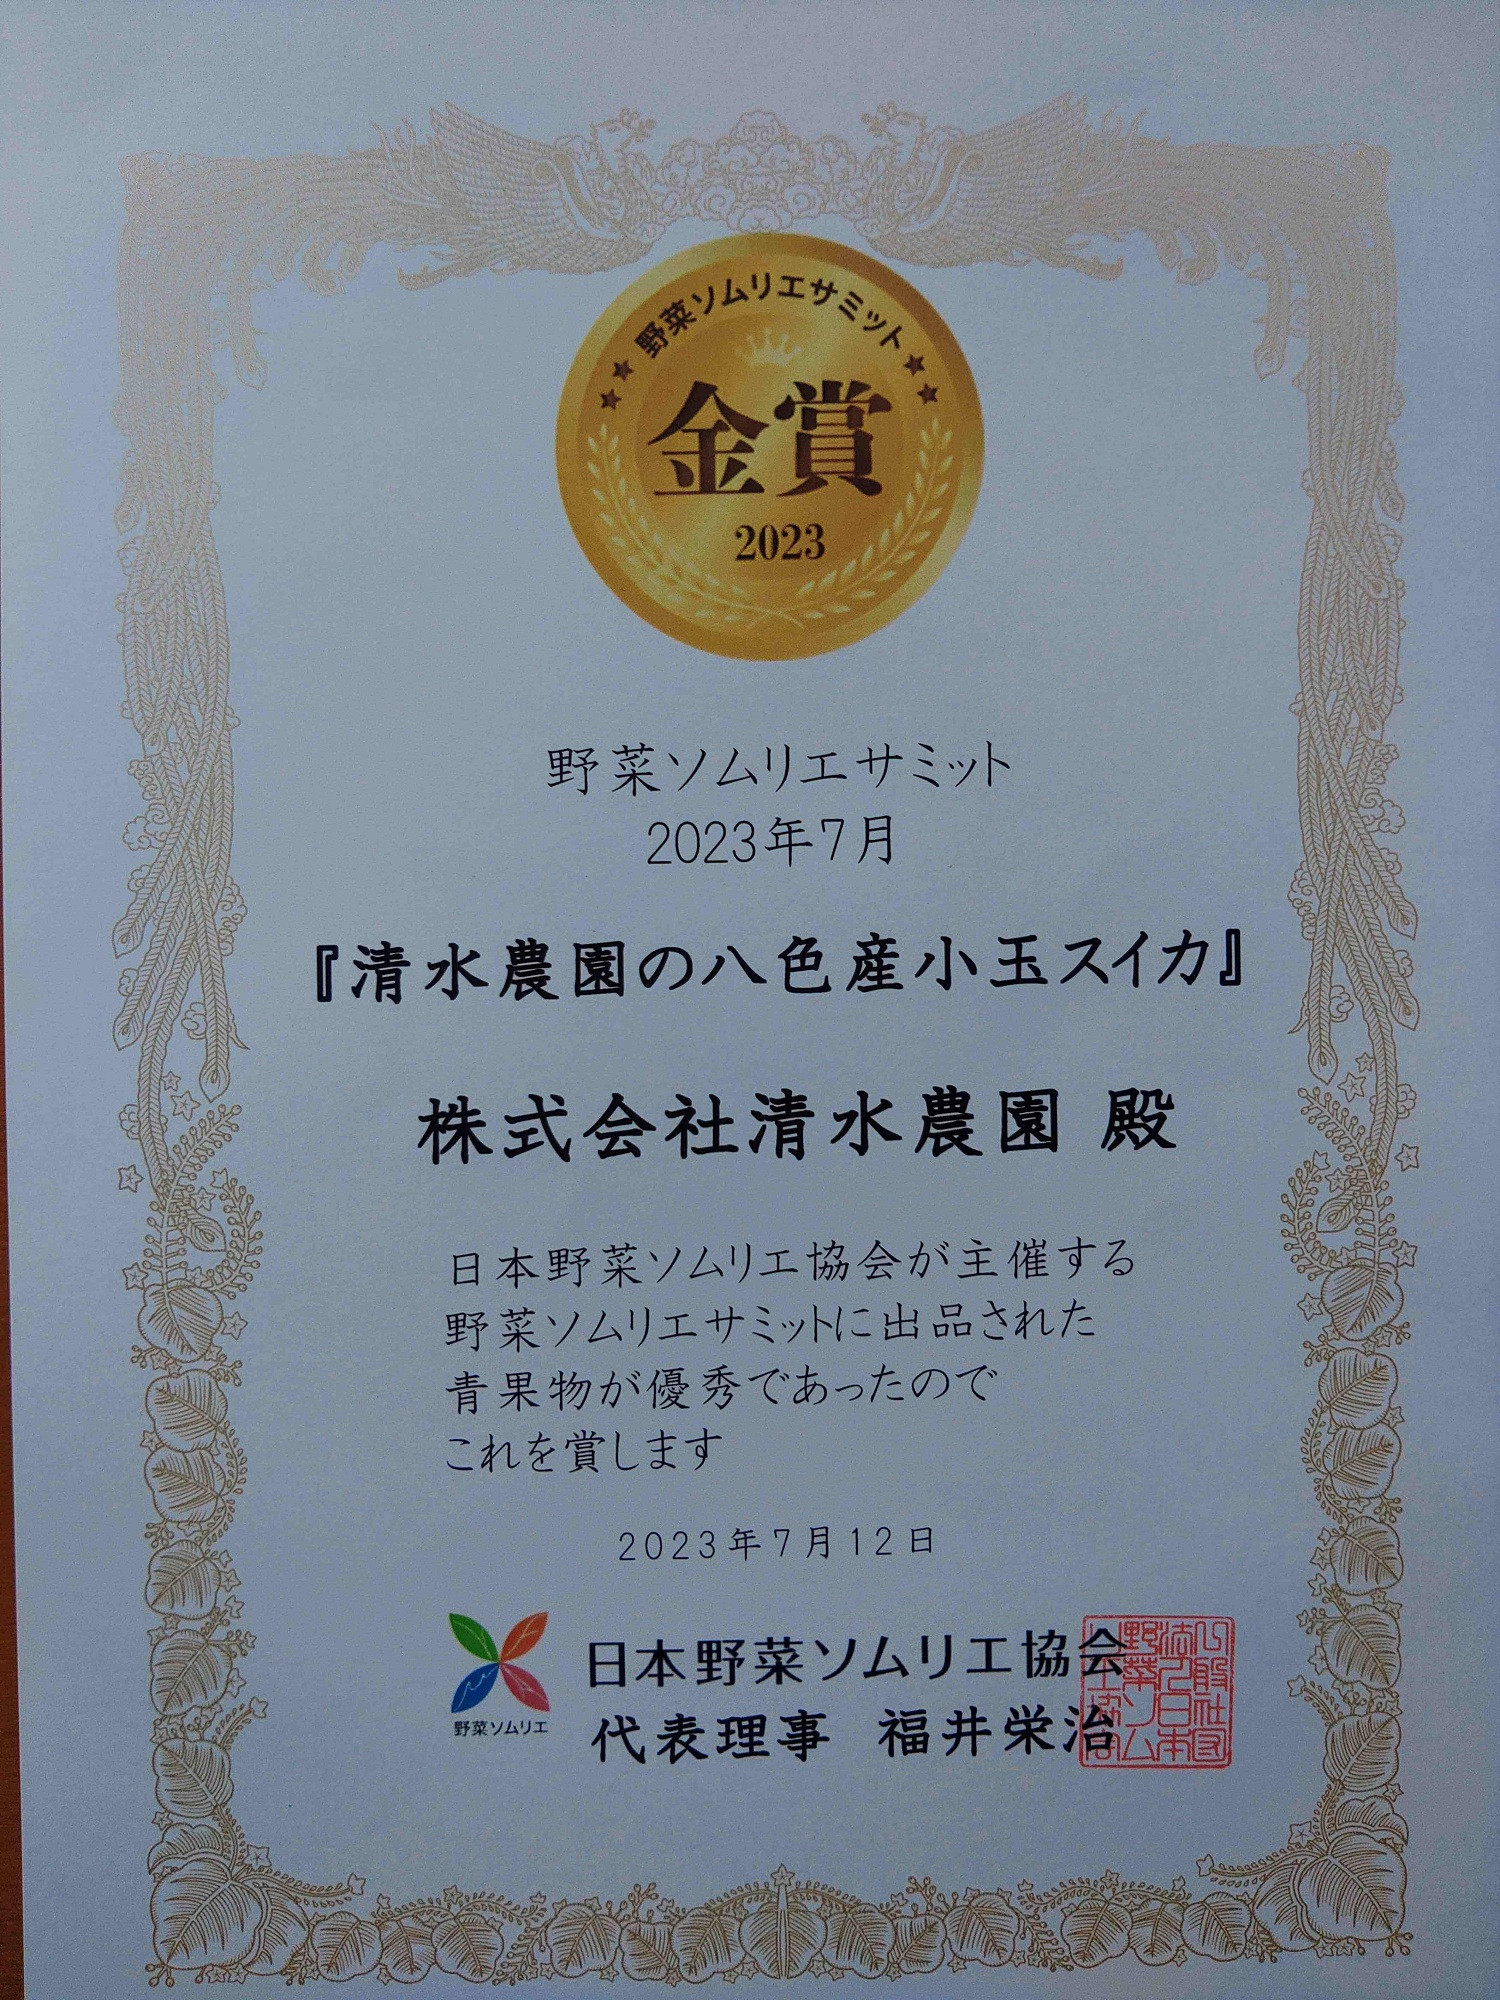 野菜ソムリエサミット
金賞
2023
野菜ソムリエサミット
2023年7月
『清水農園の八色産小玉スイカ』
株式会社清水農園 殿
日本野菜ソムリエ協会が主催する
野菜ソムリエサミットに出品された
青果物が優秀であったので
これを賞します
2023年7月12日
野菜ソムリエ
日本野菜ソムリエ協会
代表理事 福井栄治